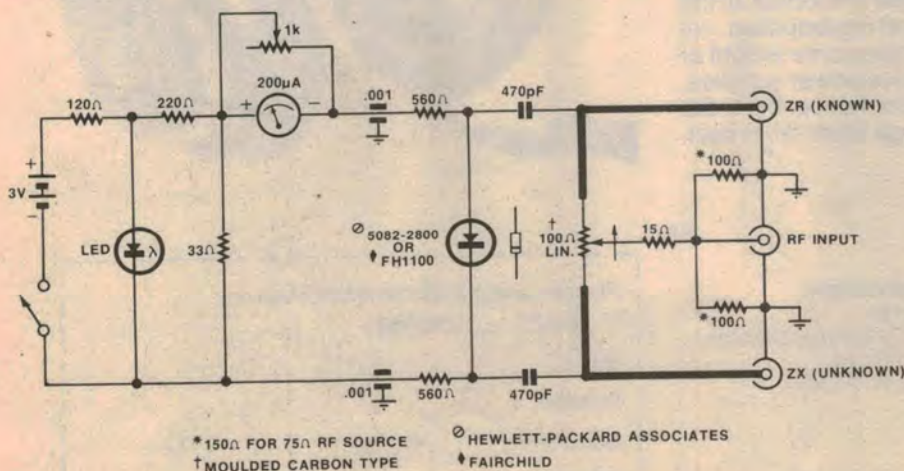 1k
200µA
120Ω
220Ω
+
−
.001
560Ω
470pF
ZR (KNOWN)
*100Ω
+
3V
−
LED
λ
33Ω
⊘ 5082-2800
OR
♦ FH1100
†
100Ω
LIN.
15Ω
RF INPUT
*100Ω
.001
560Ω
470pF
ZX (UNKNOWN)
*150Ω FOR 75Ω RF SOURCE
⊘ HEWLETT-PACKARD ASSOCIATES
† MOULDED CARBON TYPE
♦ FAIRCHILD